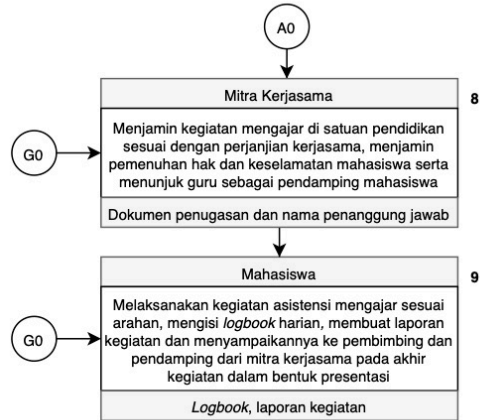 A0
Mitra Kerjasama
8
G0
Menjamin kegiatan mengajar di satuan pendidikan
sesuai dengan perjanjian kerjasama, menjamin
pemenuhan hak dan keselamatan mahasiswa serta
menunjuk guru sebagai pendamping mahasiswa
Dokumen penugasan dan nama penanggung jawab
Mahasiswa
9
G0
Melaksanakan kegiatan asistensi mengajar sesuai
arahan, mengisi logbook harian, membuat laporan
kegiatan dan menyampaikannya ke pembimbing dan
pendamping dari mitra kerjasama pada akhir
kegiatan dalam bentuk presentasi
Logbook, laporan kegiatan